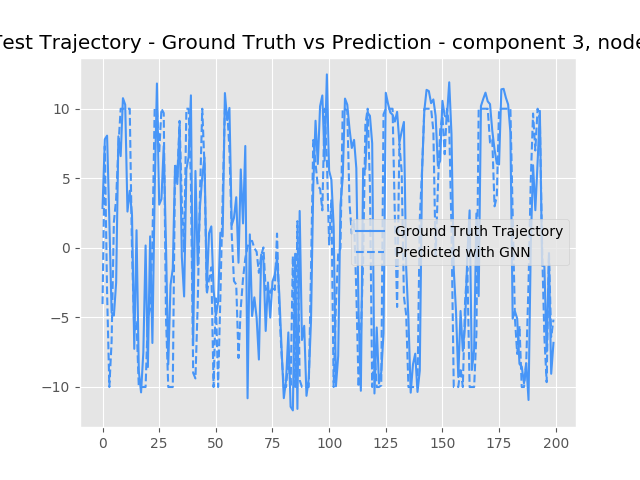 Test Trajectory - Ground Truth vs Prediction - component 3, node
10
5
0
−5
−10
Ground Truth Trajectory
Predicted with GNN
0 25 50 75 100 125 150 175 200